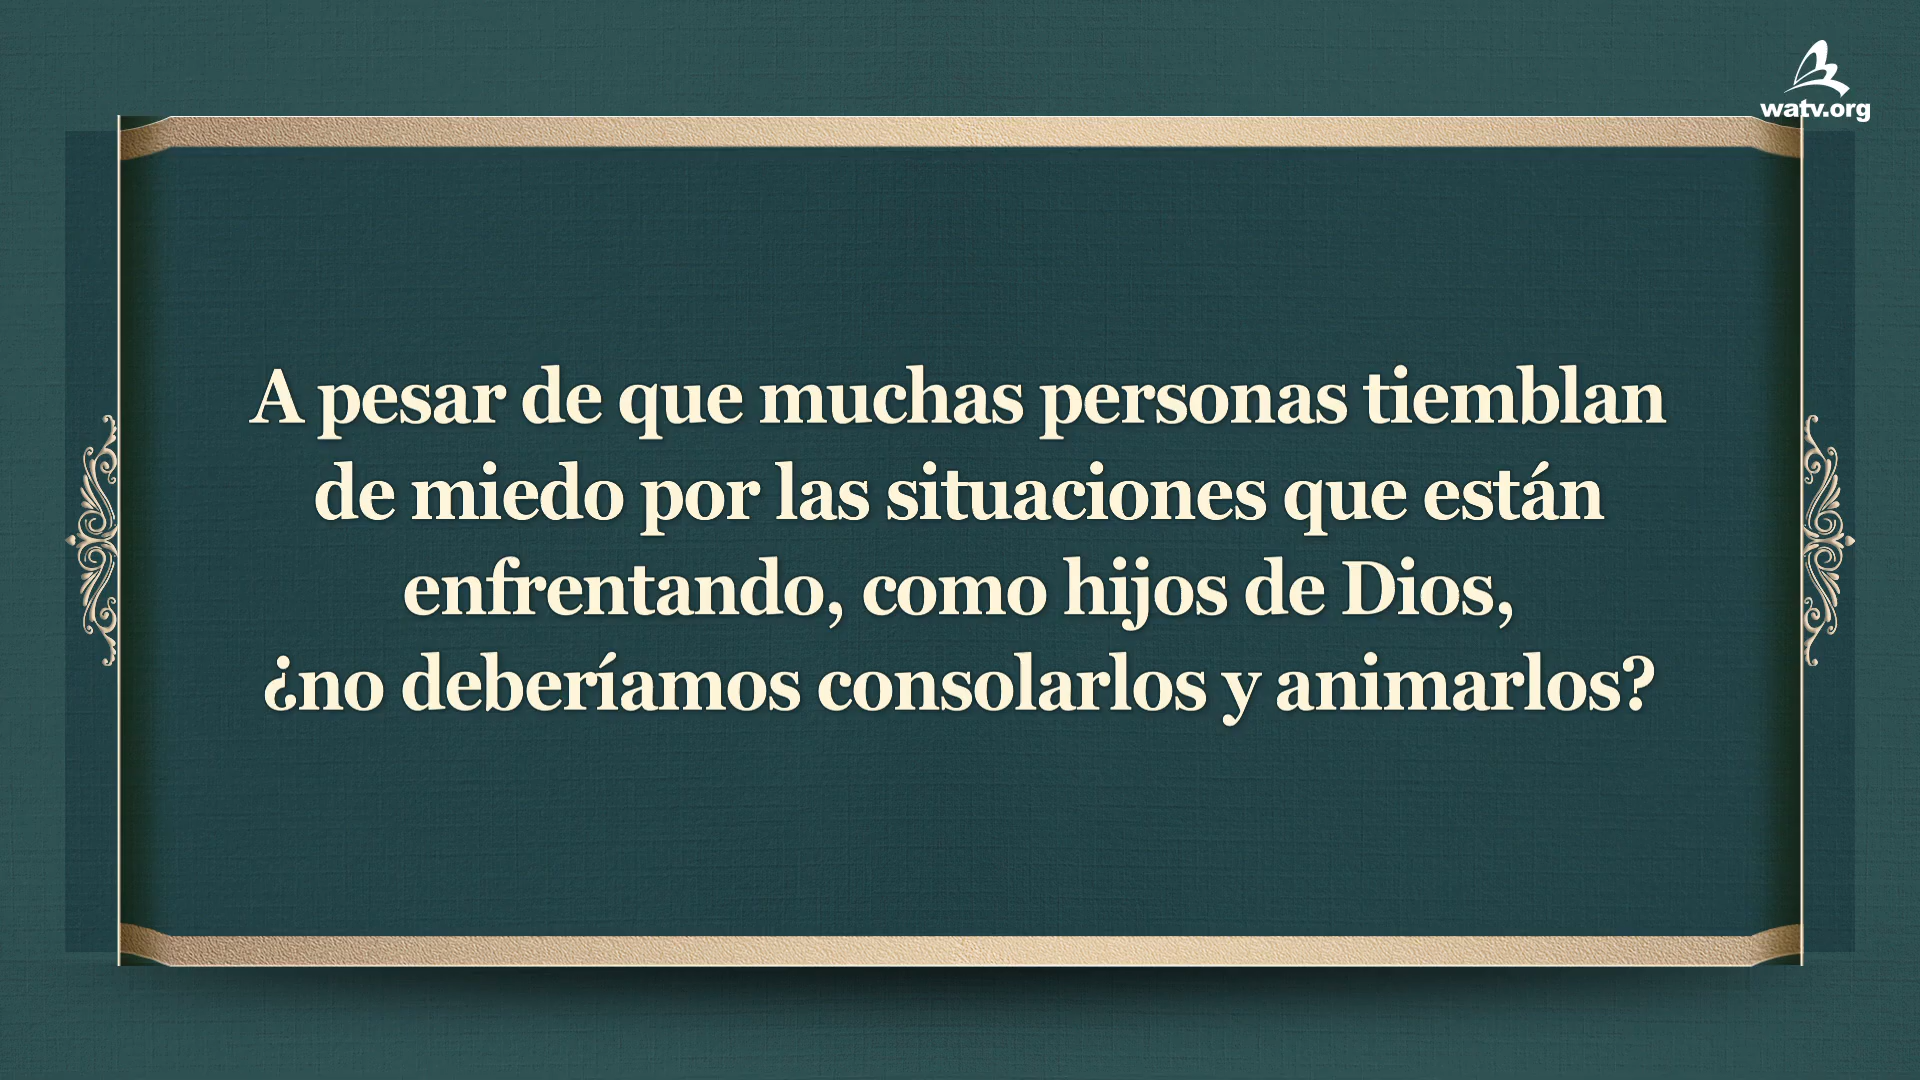 watv.org
A pesar de que muchas personas tiemblan
de miedo por las situaciones que están
enfrentando, como hijos de Dios,
¿no deberíamos consolarlos y animarlos?